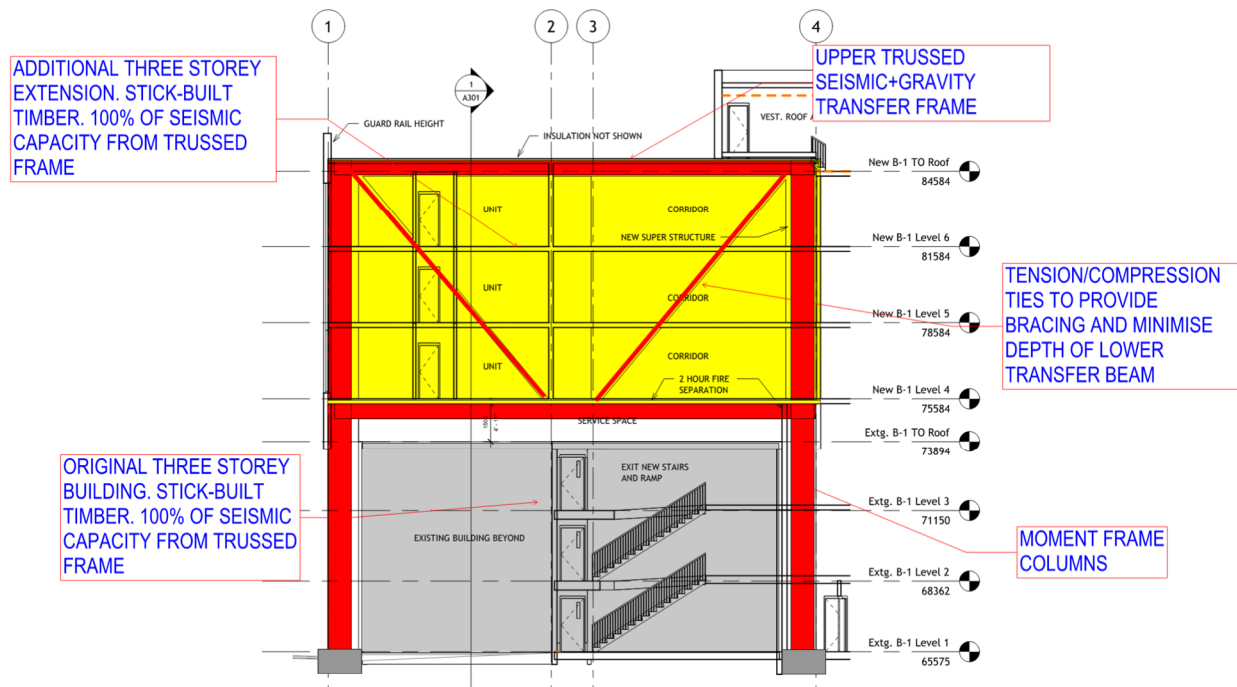 1
2
3
4
ADDITIONAL THREE STOREY
EXTENSION. STICK-BUILT
TIMBER. 100% OF SEISMIC
CAPACITY FROM TRUSSED
FRAME
1
A301
GUARD RAIL HEIGHT
INSULATION NOT SHOWN
UPPER TRUSSED
SEISMIC+GRAVITY
TRANSFER FRAME
VEST. ROOF
New B-1 TO Roof
84584
UNIT
CORRIDOR
NEW SUPER STRUCTURE
New B-1 Level 6
81584
UNIT
CORRIDOR
New B-1 Level 5
78584
TENSION/COMPRESSION
TIES TO PROVIDE
BRACING AND MINIMISE
DEPTH OF LOWER
TRANSFER BEAM
UNIT
CORRIDOR
2 HOUR FIRE
SEPARATION
New B-1 Level 4
75584
SERVICE SPACE
Extg. B-1 TO Roof
73894
ORIGINAL THREE STOREY
BUILDING. STICK-BUILT
TIMBER. 100% OF SEISMIC
CAPACITY FROM TRUSSED
FRAME
EXIT NEW STAIRS
AND RAMP
Extg. B-1 Level 3
71150
EXISTING BUILDING BEYOND
MOMENT FRAME
COLUMNS
Extg. B-1 Level 2
68362
Extg. B-1 Level 1
65575